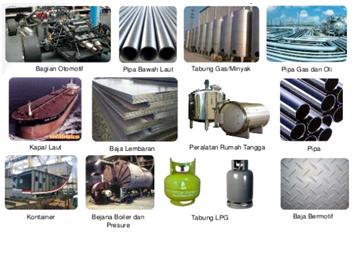 Bagian Otomotif
Pipa Bawah Laut
Tabung Gas/Minyak
Pipa Gas dan Oli
Kapal Laut
Baja Lembaran
Peralatan Rumah Tangga
Pipa
Kontainer
Bejana Boiler dan
Presure
Tabung LPG
Baja Bermotif